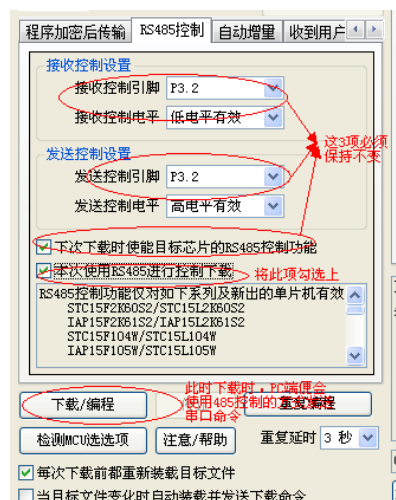 程序加密后传输 RS485控制 自动增量 收到用户
接收控制设置
接收控制引脚 P3.2
接收控制电平 低电平有效
这3项必须
保持不变
发送控制设置
发送控制引脚 P3.2
发送控制电平 高电平有效
下次下载时使能目标芯片的RS485控制功能
本次使用RS485进行控制下载 将此项勾选上
RS485控制功能仅对如下系列及新出的单片机有效
STC15F2K60S2/STC15L2K60S2
IAP15F2K61S2/IAP15L2K61S2
STC15F104W/STC15L104W
IAP15F105W/STC15L105W
此时下载时，PC端便会
下载/编程 使用485控制的 重复编程
串口命令
检测MCU选选项 注意/帮助 重复延时 3 秒
每次下载前都重新装载目标文件
当目标文件变化时自动装载并发送下载命令